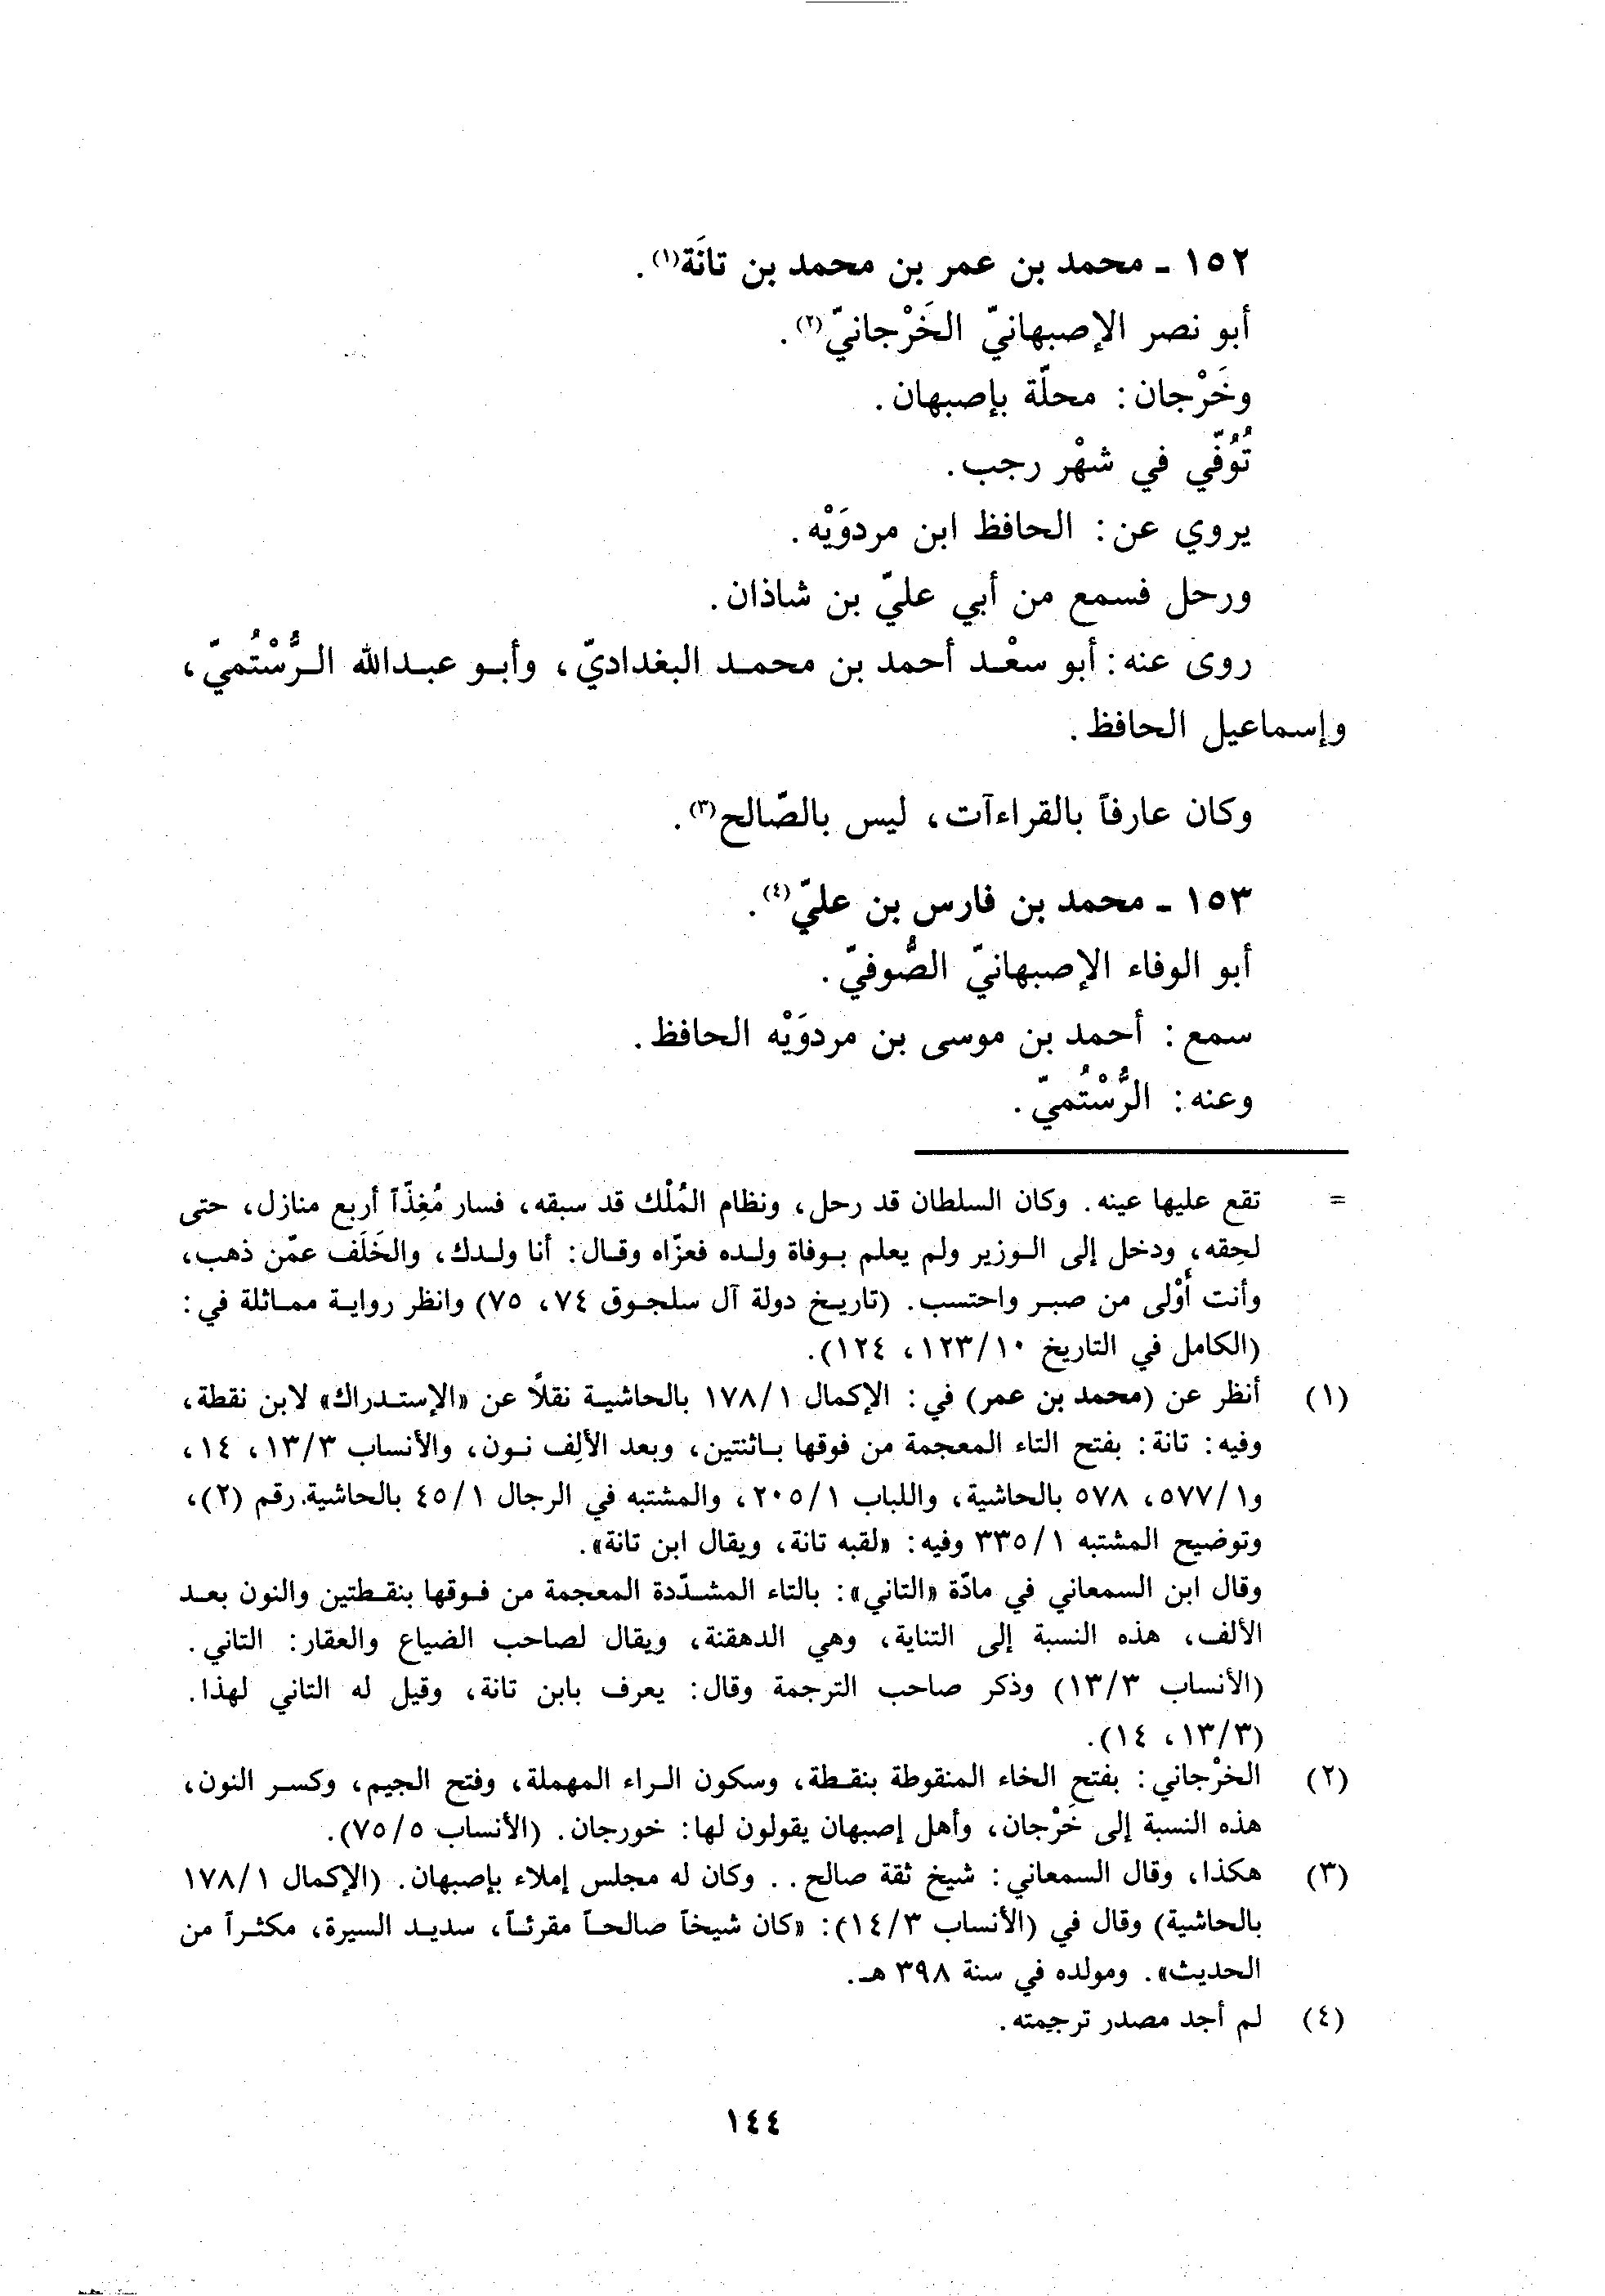 ١٥٢ ـ محمد بن عمر بن محمد بن تانَة(١).
أبو نصر الإصبهانيّ الخَرْجانيّ(٢).
وخَرْجان: محلّة بإصبهان.
تُوُفّي في شهْر رجب.
يروي عن: الحافظ ابن مردوَيْه.
ورحل فسمع من أبي عليّ بن شاذان.
روى عنه: أبو سعْد أحمد بن محمد البغداديّ، وأبو عبدالله الرُّسْتُميّ،
وإسماعيل الحافظ.
وكان عارفاً بالقراءآت، ليس بالصّالح(٣).
١٥٣ ـ محمد بن فارس بن عليّ(٤).
أبو الوفاء الإصبهانيّ الصُّوفيّ.
سمع: أحمد بن موسى بن مردوَيْه الحافظ.
وعنه: الرُّسْتُميّ.
= تقع عليها عينه. وكان السلطان قد رحل، ونظام المُلْك قد سبقه، فسار مُغِذّاً أربع منازل، حتى
لحِقه، ودخل إلى الوزير ولم يعلم بوفاة ولده فعزّاه وقال: أنا ولدك، والخَلَف عمّن ذهب،
وأنت أَوْلى من صبر واحتسب. (تاريخ دولة آل سلجوق ٧٤، ٧٥) وانظر رواية مماثلة في:
(الكامل في التاريخ ١٠/١٢٣، ١٢٤).
(١) أنظر عن (محمد بن عمر) في: الإكمال ١/١٧٨ بالحاشية نقلًا عن «الإستدراك» لابن نقطة،
وفيه: تانة: بفتح التاء المعجمة من فوقها باثنتين، وبعد الألِف نون، والأنساب ٣/١٣، ١٤،
و١/٥٧٧، ٥٧٨ بالحاشية، واللباب ١/٢٠٥، والمشتبه في الرجال ١/٤٥ بالحاشية. رقم (٢)،
وتوضيح المشتبه ١/٣٣٥ وفيه: «لقبه تانة، ويقال ابن تانة».
وقال ابن السمعاني في مادّة «التاني»: بالتاء المشدّدة المعجمة من فوقها بنقطتين والنون بعد
الألف، هذه النسبة إلى التناية، وهي الدهقنة، ويقال لصاحب الضياع والعقار: التاني.
(الأنساب ٣/١٣) وذكر صاحب الترجمة وقال: يعرف بابن تانة، وقيل له التاني لهذا.
(٣/١٣، ١٤).
(٢) الخرْجاني: بفتح الخاء المنقوطة بنقطة، وسكون الراء المهملة، وفتح الجيم، وكسر النون،
هذه النسبة إلى خَرْجان، وأهل إصبهان يقولون لها: خورجان. (الأنساب ٥/٧٥).
(٣) هكذا، وقال السمعاني: شيخ ثقة صالح.. وكان له مجلس إملاء بإصبهان. (الإكمال ١/١٧٨
بالحاشية) وقال في (الأنساب ٣/١٤): «كان شيخاً صالحاً مقرئاً، سديد السيرة، مكثراً من
الحديث». ومولده في سنة ٣٩٨ هـ.
(٤) لم أجد مصدر ترجمته.
١٤٤